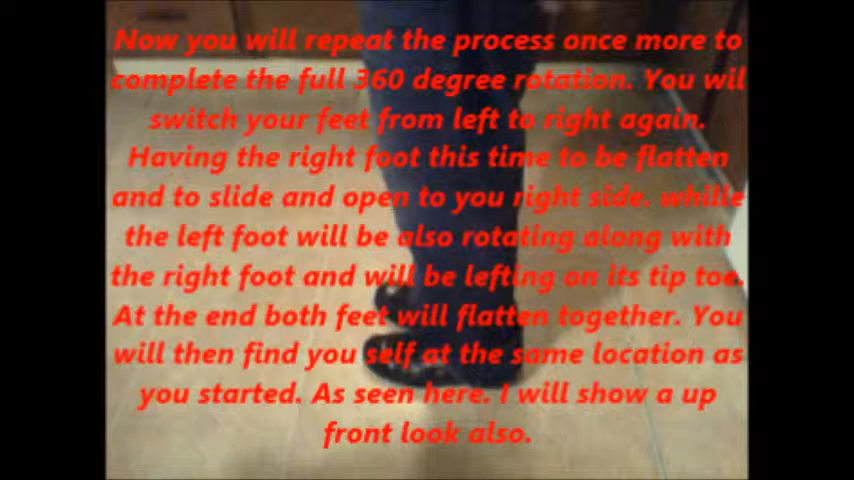 Now you will repeat the process once more to
complete the full 360 degree rotation. You wil
switch your feet from left to right again.
Having the right foot this time to be flatten
and to slide and open to you right side. whille
the left foot will be also rotating along with
the right foot and will be lefting on its tip toe.
At the end both feet will flatten together. You
will then find you self at the same location as
you started. As seen here. I will show a up
front look also.